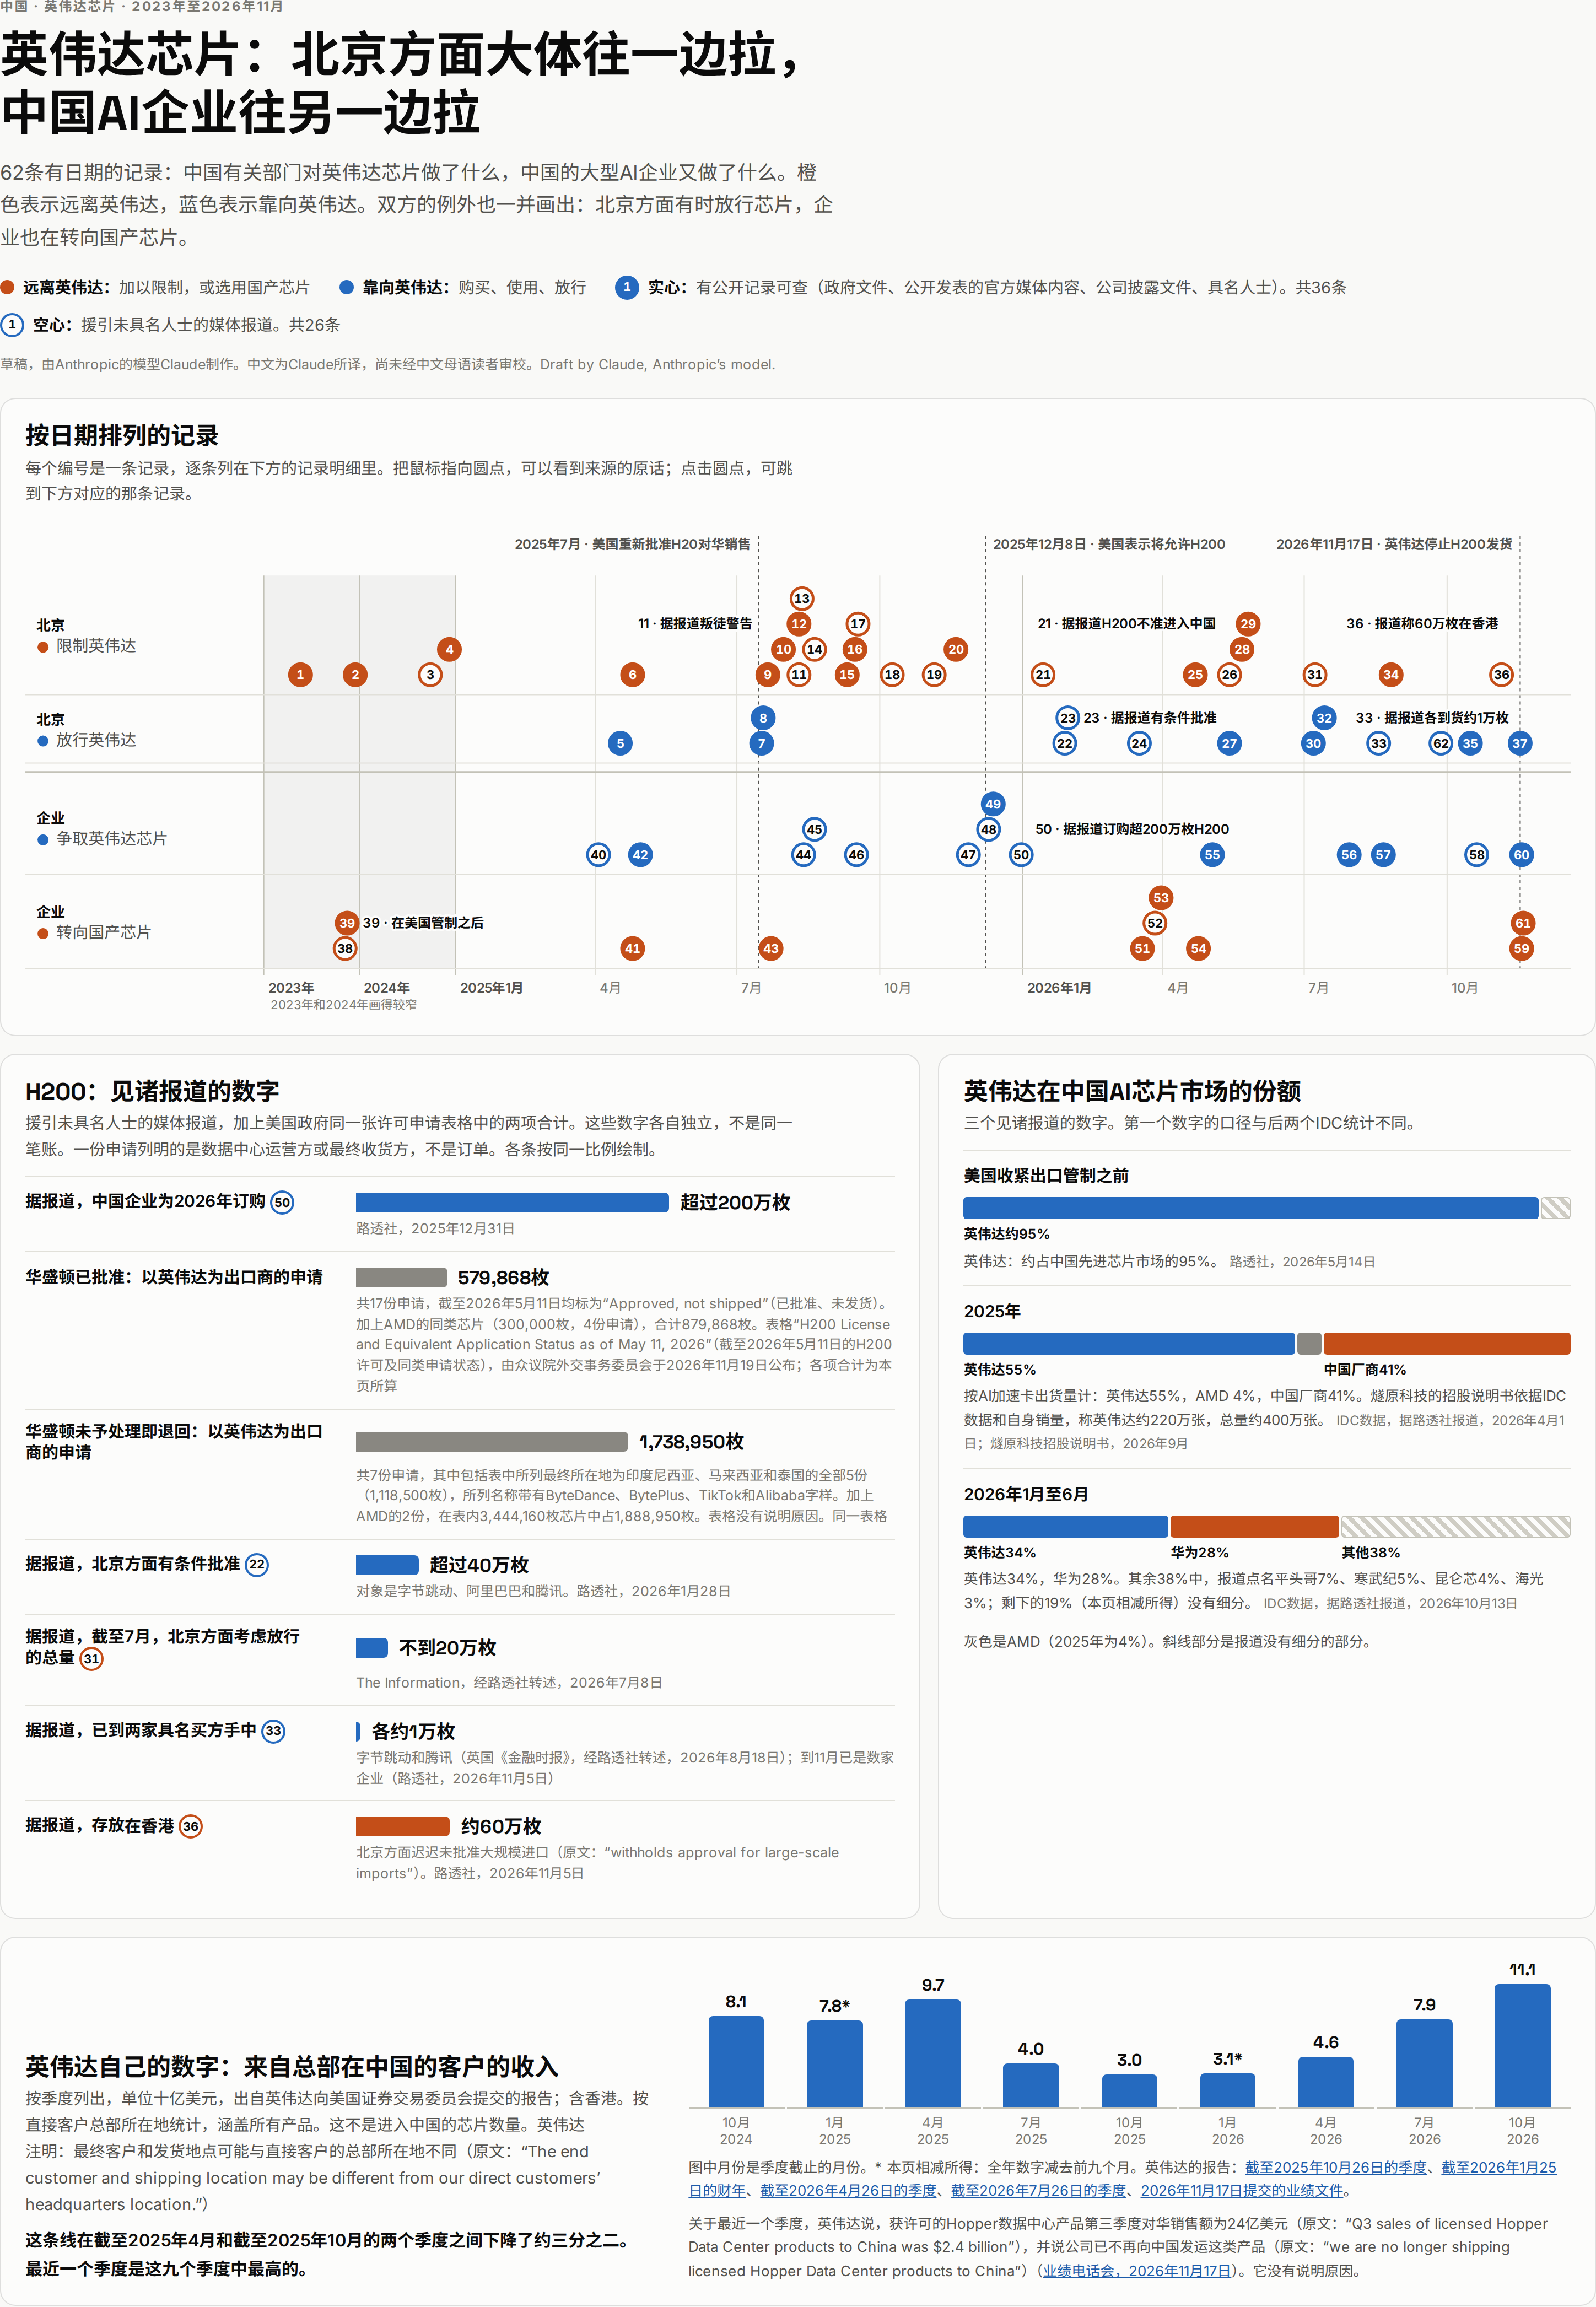 中国 · 英伟达芯片 · 2023年至2026年11月
英伟达芯片：北京方面大体往一边拉，
中国AI企业往另一边拉
62条有日期的记录：中国有关部门对英伟达芯片做了什么，中国的大型AI企业又做了什么。橙
色表示远离英伟达，蓝色表示靠向英伟达。双方的例外也一并画出：北京方面有时放行芯片，企
业也在转向国产芯片。
远离英伟达：加以限制，或选用国产芯片
靠向英伟达：购买、使用、放行
1 实心：有公开记录可查（政府文件、公开发表的官方媒体内容、公司披露文件、具名人士）。共36条
1 空心：援引未具名人士的媒体报道。共26条
草稿，由Anthropic的模型Claude制作。中文为Claude所译，尚未经中文母语读者审校。Draft by Claude, Anthropic’s model.
按日期排列的记录
每个编号是一条记录，逐条列在下方的记录明细里。把鼠标指向圆点，可以看到来源的原话；点击圆点，可跳
到下方对应的那条记录。
2025年7月 · 美国重新批准H20对华销售
2025年12月8日 · 美国表示将允许H200
2026年11月17日 · 英伟达停止H200发货
北京
限制英伟达
13
11 · 据报道叛徒警告
12
17
21 · 据报道H200不准进入中国
29
36 · 报道称60万枚在香港
4
10
14
16
20
28
1
2
3
6
9
11
15
18
19
21
25
26
31
34
36
北京
放行英伟达
8
23
23 · 据报道有条件批准
32
33 · 据报道各到货约1万枚
5
7
22
24
27
30
33
62
35
37
企业
争取英伟达芯片
49
45
48
50 · 据报道订购超200万枚H200
40
42
44
46
47
50
55
56
57
58
60
企业
转向国产芯片
53
39
39 · 在美国管制之后
52
61
38
41
43
51
54
59
2023年
2024年
2025年1月
4月
7月
10月
2026年1月
4月
7月
10月
2023年和2024年画得较窄
H200：见诸报道的数字
援引未具名人士的媒体报道，加上美国政府同一张许可申请表格中的两项合计。这些数字各自独立，不是同一
笔账。一份申请列明的是数据中心运营方或最终收货方，不是订单。各条按同一比例绘制。
据报道，中国企业为2026年订购 50
超过200万枚
路透社，2025年12月31日
华盛顿已批准：以英伟达为出口商的申请
579,868枚
共17份申请，截至2026年5月11日均标为“Approved, not shipped”（已批准、未发货）。
加上AMD的同类芯片（300,000枚，4份申请），合计879,868枚。表格“H200 License
and Equivalent Application Status as of May 11, 2026”（截至2026年5月11日的H200
许可及同类申请状态），由众议院外交事务委员会于2026年11月19日公布；各项合计为本
页所算
华盛顿未予处理即退回：以英伟达为出口
商的申请
1,738,950枚
共7份申请，其中包括表中所列最终所在地为印度尼西亚、马来西亚和泰国的全部5份
（1,118,500枚），所列名称带有ByteDance、BytePlus、TikTok和Alibaba字样。加上
AMD的2份，在表内3,444,160枚芯片中占1,888,950枚。表格没有说明原因。同一表格
据报道，北京方面有条件批准 22
超过40万枚
对象是字节跳动、阿里巴巴和腾讯。路透社，2026年1月28日
据报道，截至7月，北京方面考虑放行
的总量 31
不到20万枚
The Information，经路透社转述，2026年7月8日
据报道，已到两家具名买方手中 33
各约1万枚
字节跳动和腾讯（英国《金融时报》，经路透社转述，2026年8月18日）；到11月已是数家
企业（路透社，2026年11月5日）
据报道，存放在香港 36
约60万枚
北京方面迟迟未批准大规模进口（原文：“withholds approval for large-scale
imports”）。路透社，2026年11月5日
英伟达在中国AI芯片市场的份额
三个见诸报道的数字。第一个数字的口径与后两个IDC统计不同。
美国收紧出口管制之前
英伟达约95%
英伟达：约占中国先进芯片市场的95%。 路透社，2026年5月14日
2025年
英伟达55%
中国厂商41%
按AI加速卡出货量计：英伟达55%，AMD 4%，中国厂商41%。燧原科技的招股说明书依据IDC
数据和自身销量，称英伟达约220万张，总量约400万张。 IDC数据，据路透社报道，2026年4月1
日；燧原科技招股说明书，2026年9月
2026年1月至6月
英伟达34%
华为28%
其他38%
英伟达34%，华为28%。其余38%中，报道点名平头哥7%、寒武纪5%、昆仑芯4%、海光
3%；剩下的19%（本页相减所得）没有细分。 IDC数据，据路透社报道，2026年10月13日
灰色是AMD（2025年为4%）。斜线部分是报道没有细分的部分。
英伟达自己的数字：来自总部在中国的客户的收入
按季度列出，单位十亿美元，出自英伟达向美国证券交易委员会提交的报告；含香港。按
直接客户总部所在地统计，涵盖所有产品。这不是进入中国的芯片数量。英伟达
注明：最终客户和发货地点可能与直接客户的总部所在地不同（原文：“The end
customer and shipping location may be different from our direct customers’
headquarters location.”）
这条线在截至2025年4月和截至2025年10月的两个季度之间下降了约三分之二。
最近一个季度是这九个季度中最高的。
8.1
7.8*
9.7
4.0
3.0
3.1*
4.6
7.9
11.1
10月
2024
1月
2025
4月
2025
7月
2025
10月
2025
1月
2026
4月
2026
7月
2026
10月
2026
图中月份是季度截止的月份。* 本页相减所得：全年数字减去前九个月。英伟达的报告：截至2025年10月26日的季度、截至2026年1月25
日的财年、截至2026年4月26日的季度、截至2026年7月26日的季度、2026年11月17日提交的业绩文件。
关于最近一个季度，英伟达说，获许可的Hopper数据中心产品第三季度对华销售额为24亿美元（原文：“Q3 sales of licensed Hopper
Data Center products to China was $2.4 billion”），并说公司已不再向中国发运这类产品（原文：“we are no longer shipping
licensed Hopper Data Center products to China”）（业绩电话会，2026年11月17日）。它没有说明原因。